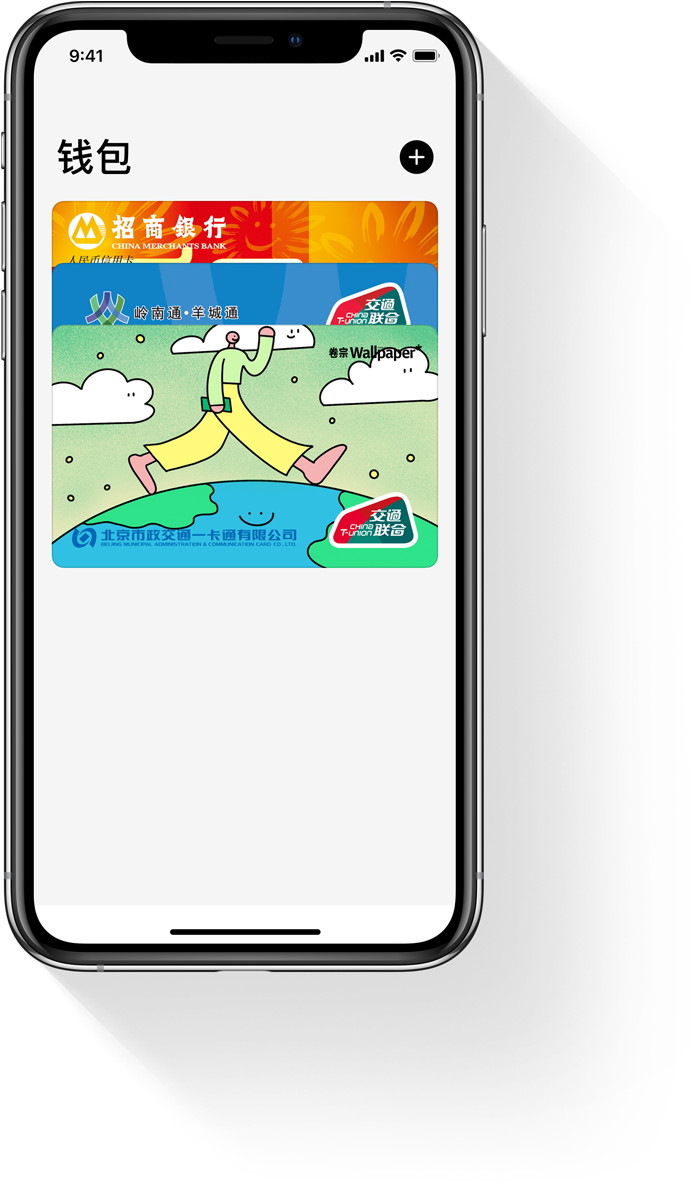 9:41
钱包
招商銀行
CHINA MERCHANTS BANK
人民币信用卡
岭南通·羊城通
交通
CHINA
T-UNION 联合
卷宗 Wallpaper*
交通
CHINA
T-UNION 联合
北京市政交通一卡通有限公司
BEIJING MUNICIPAL ADMINISTRATION & COMMUNICATION CARD CO.,LTD.